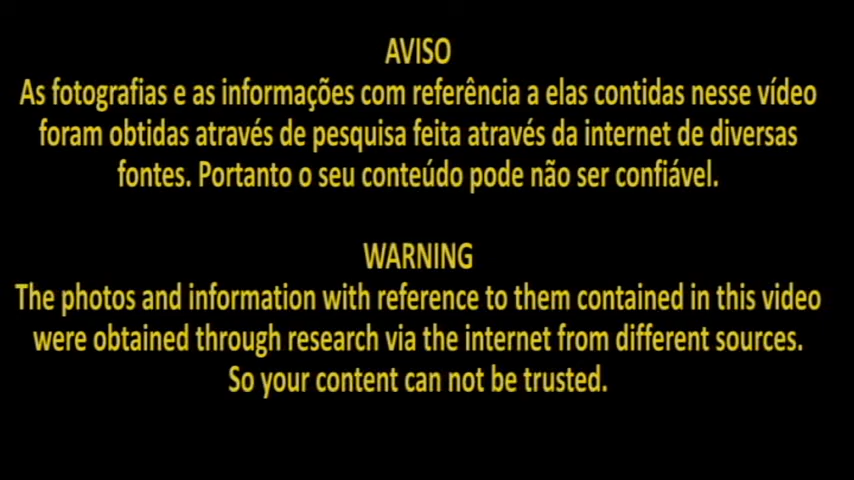 AVISO
As fotografias e as informações com referência a elas contidas nesse vídeo
foram obtidas através de pesquisa feita através da internet de diversas
fontes. Portanto o seu conteúdo pode não ser confiável.
WARNING
The photos and information with reference to them contained in this video
were obtained through research via the internet from different sources.
So your content can not be trusted.